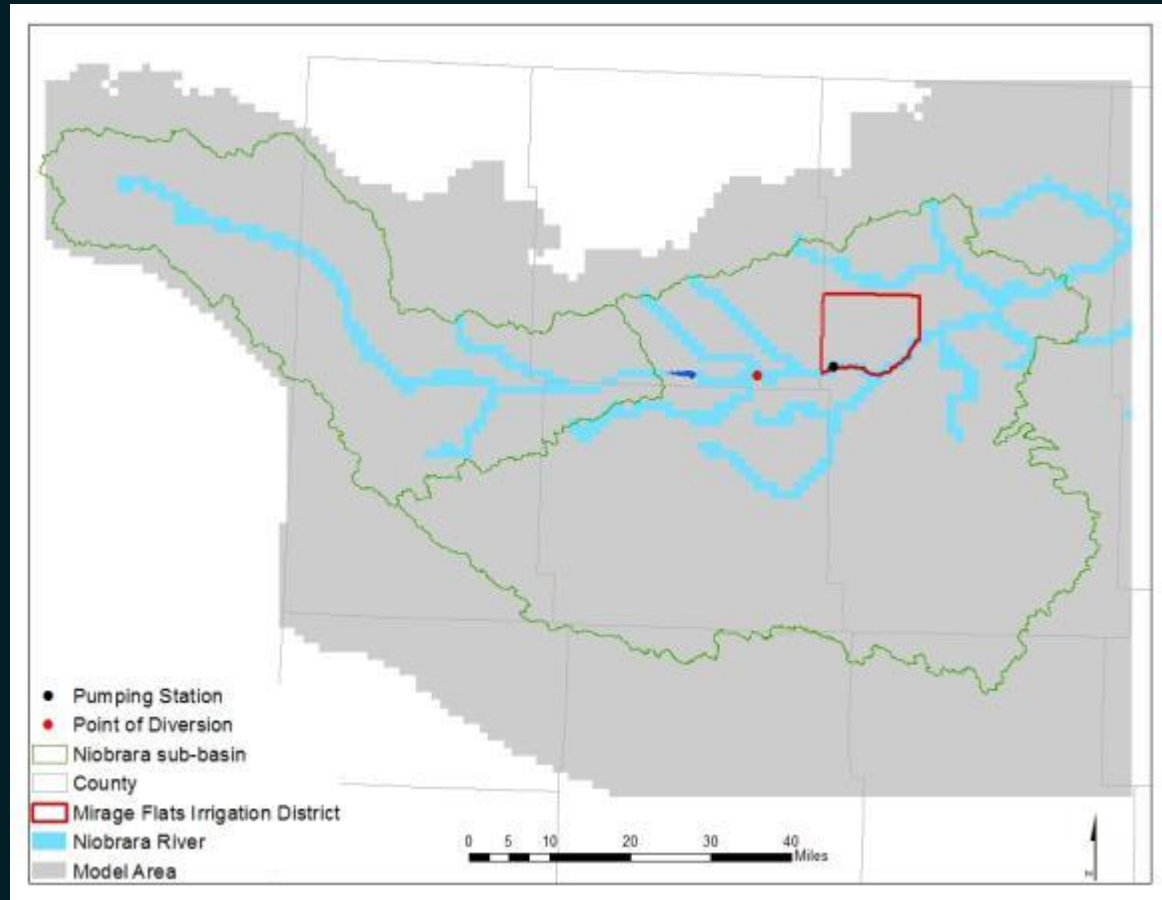 Pumping Station
Point of Diversion
Niobrara sub-basin
County
Mirage Flats Irrigation District
Niobrara River
Model Area
0 5 10 20 30 40
Miles
N